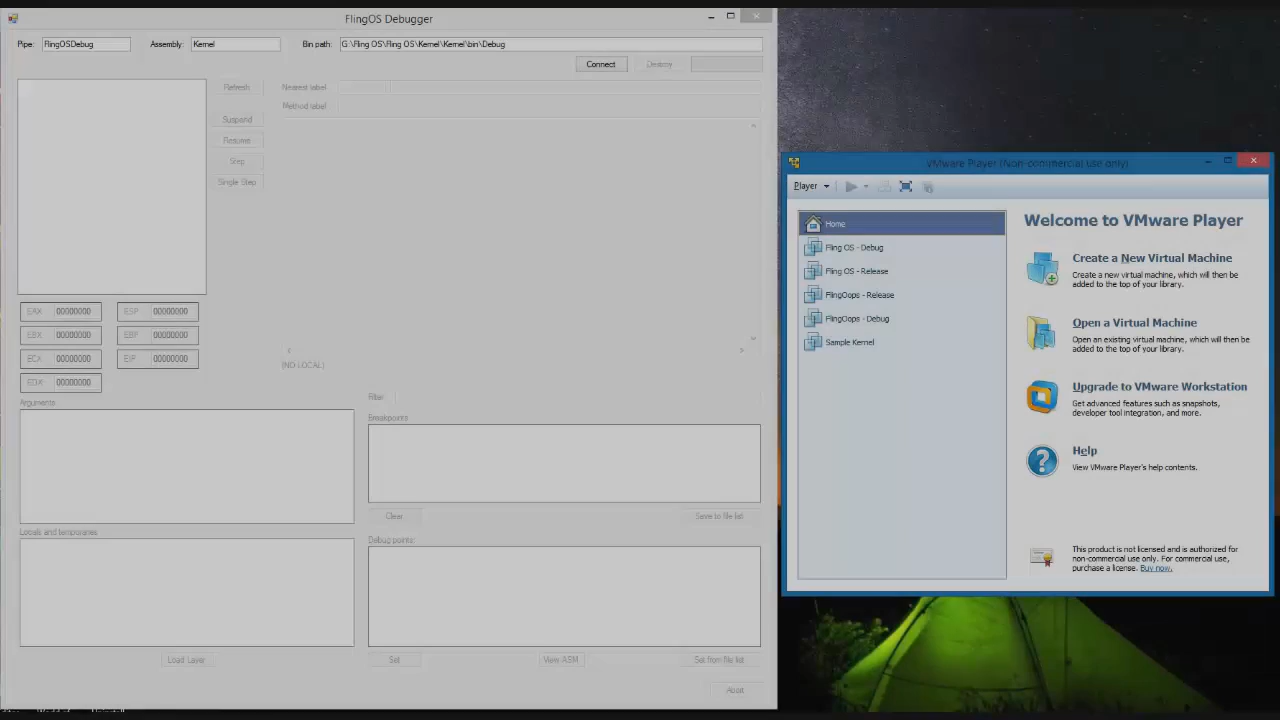 FlingOS Debugger
Pipe: FlingOSDebug Assembly: Kernel Bin path: G:\Fling OS\Fling OS\Kernel\Kernel\bin\Debug
Connect Destroy
Refresh
Suspend
Resume
Step
Single Step
Nearest label
Method label
(NO LOCAL)
EAX 00000000 ESP 00000000
EBX 00000000 EBP 00000000
ECX 00000000 EIP 00000000
EDX 00000000
Arguments:
Locals and temporaries
Load Layer
Filter:
Breakpoints
Clear Save to file list
Debug points:
Set View ASM Set from file list
Abort
VMware Player (Non-commercial use only)
Player
Home
Fling OS - Debug
Fling OS - Release
FlingOops - Release
FlingOops - Debug
Sample Kernel
Welcome to VMware Player
Create a New Virtual Machine
Create a new virtual machine, which will then be
added to the top of your library.
Open a Virtual Machine
Open an existing virtual machine, which will then be
added to the top of your library.
Upgrade to VMware Workstation
Get advanced features such as snapshots,
developer tool integration, and more.
Help
View VMware Player's help contents.
This product is not licensed and is authorized for
non-commercial use only. For commercial use,
purchase a license. Buy now.